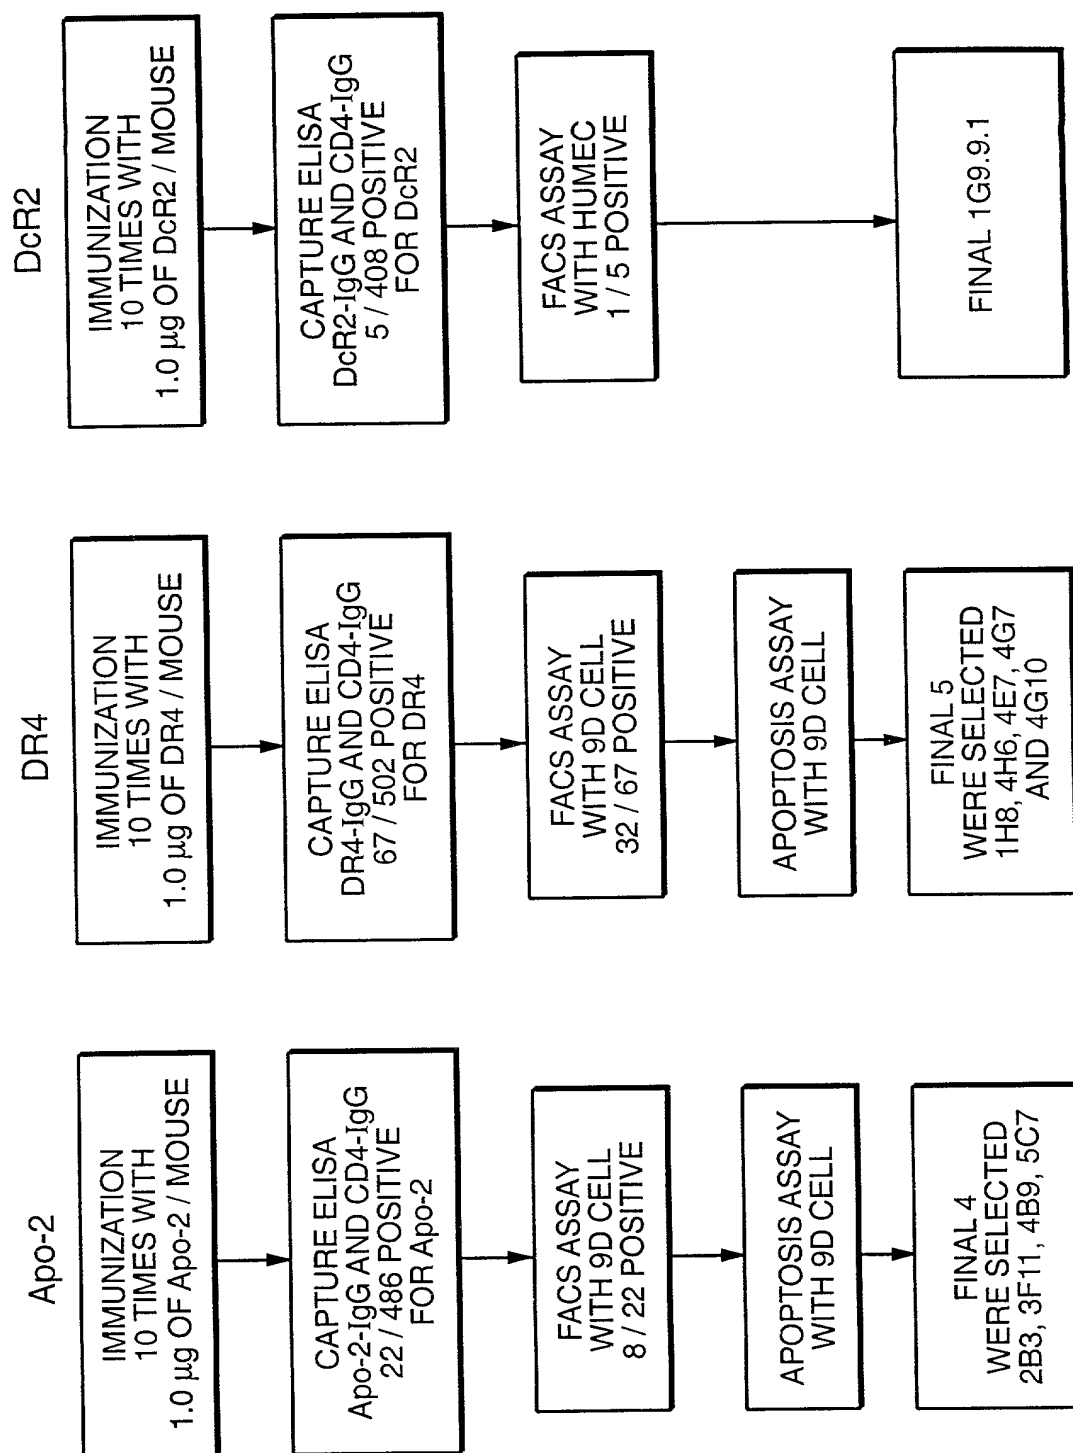 Apo-2
IMMUNIZATION
10 TIMES WITH
1.0 µg OF Apo-2 / MOUSE
CAPTURE ELISA
Apo-2-IgG AND CD4-IgG
22 / 486 POSITIVE
FOR Apo-2
FACS ASSAY
WITH 9D CELL
8 / 22 POSITIVE
APOPTOSIS ASSAY
WITH 9D CELL
FINAL 4
WERE SELECTED
2B3, 3F11, 4B9, 5C7
DR4
IMMUNIZATION
10 TIMES WITH
1.0 µg OF DR4 / MOUSE
CAPTURE ELISA
DR4-IgG AND CD4-IgG
67 / 502 POSITIVE
FOR DR4
FACS ASSAY
WITH 9D CELL
32 / 67 POSITIVE
APOPTOSIS ASSAY
WITH 9D CELL
FINAL 5
WERE SELECTED
1H8, 4H6, 4E7, 4G7
AND 4G10
DcR2
IMMUNIZATION
10 TIMES WITH
1.0 µg OF DcR2 / MOUSE
CAPTURE ELISA
DcR2-IgG AND CD4-IgG
5 / 408 POSITIVE
FOR DcR2
FACS ASSAY
WITH HUMEC
1 / 5 POSITIVE
FINAL 1G9.9.1